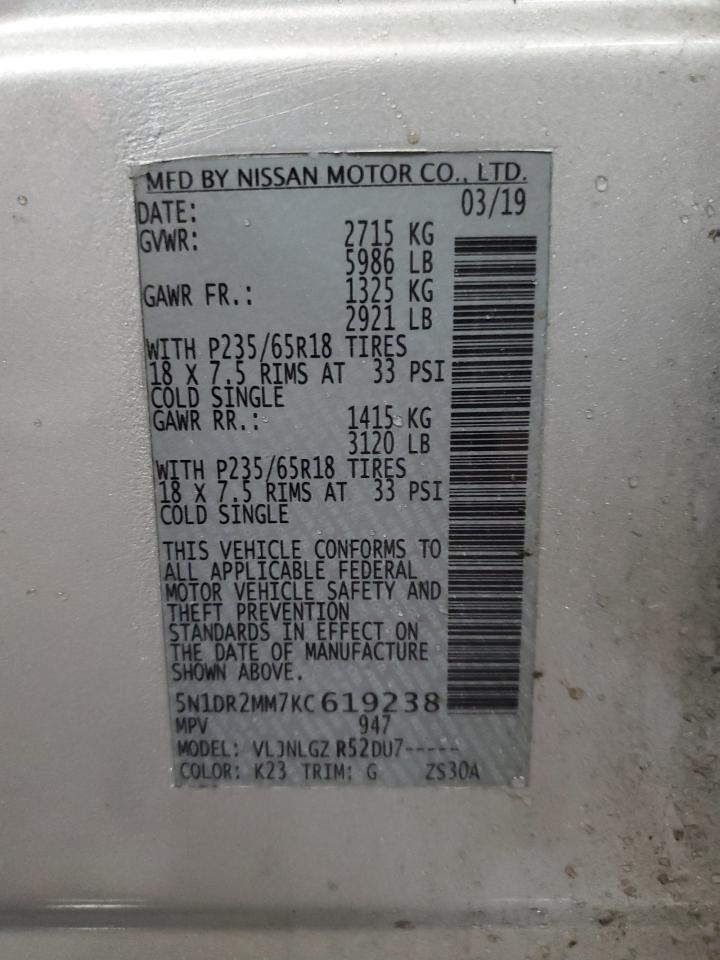 MFD BY NISSAN MOTOR CO., LTD.
DATE: 03/19
GVWR: 2715 KG
5986 LB
GAWR FR.: 1325 KG
2921 LB
WITH P235/65R18 TIRES
18 X 7.5 RIMS AT 33 PSI
COLD SINGLE
GAWR RR.: 1415 KG
3120 LB
WITH P235/65R18 TIRES
18 X 7.5 RIMS AT 33 PSI
COLD SINGLE
THIS VEHICLE CONFORMS TO
ALL APPLICABLE FEDERAL
MOTOR VEHICLE SAFETY AND
THEFT PREVENTION
STANDARDS IN EFFECT ON
THE DATE OF MANUFACTURE
SHOWN ABOVE.
5N1DR2MM7KC619238
MPV 947
MODEL: VLJNLGZ R52DU7-----
COLOR: K23 TRIM: G ZS30A